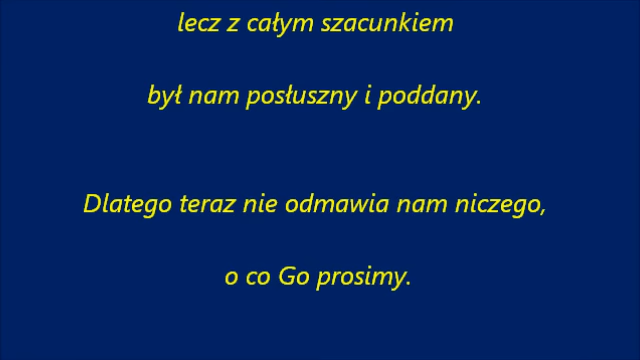 lecz z całym szacunkiem
był nam posłuszny i poddany.
Dlatego teraz nie odmawia nam niczego,
o co Go prosimy.